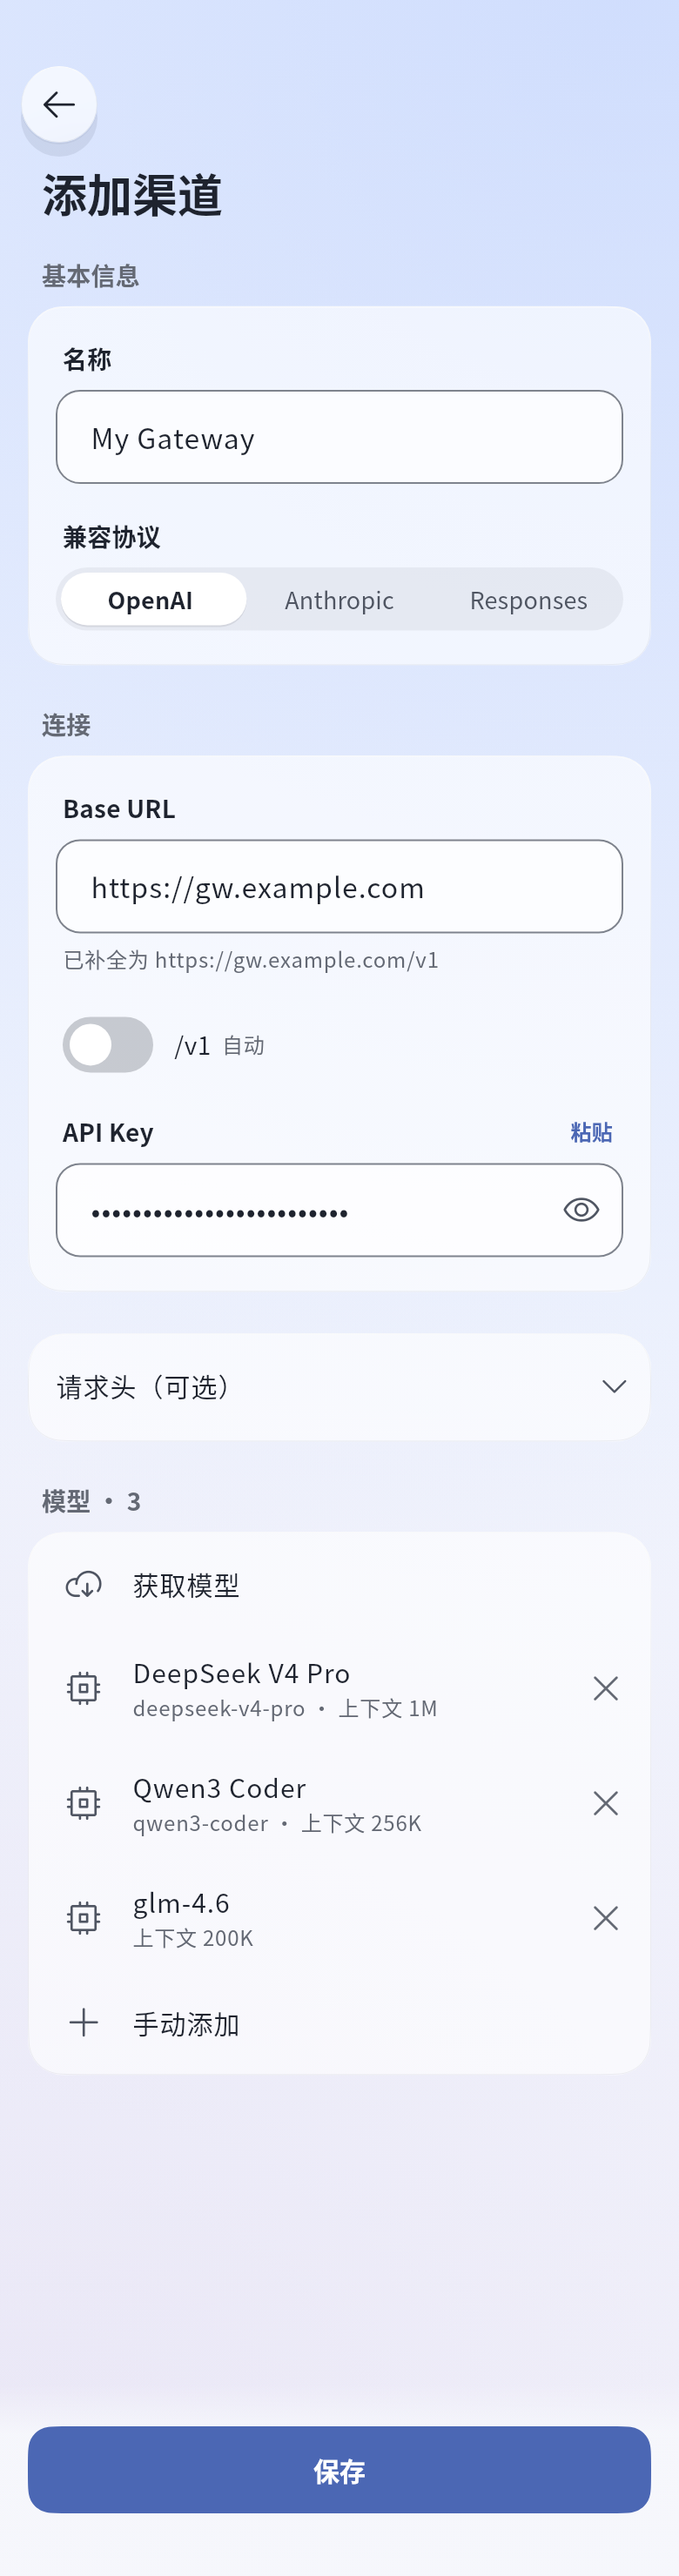 添加渠道
基本信息
名称
My Gateway
兼容协议
OpenAI Anthropic Responses
连接
Base URL
https://gw.example.com
已补全为 https://gw.example.com/v1
/v1 自动
API Key 粘贴
•••••••••••••••••••••••••
请求头（可选）
模型 · 3
获取模型
DeepSeek V4 Pro
deepseek-v4-pro · 上下文 1M
Qwen3 Coder
qwen3-coder · 上下文 256K
glm-4.6
上下文 200K
手动添加
保存